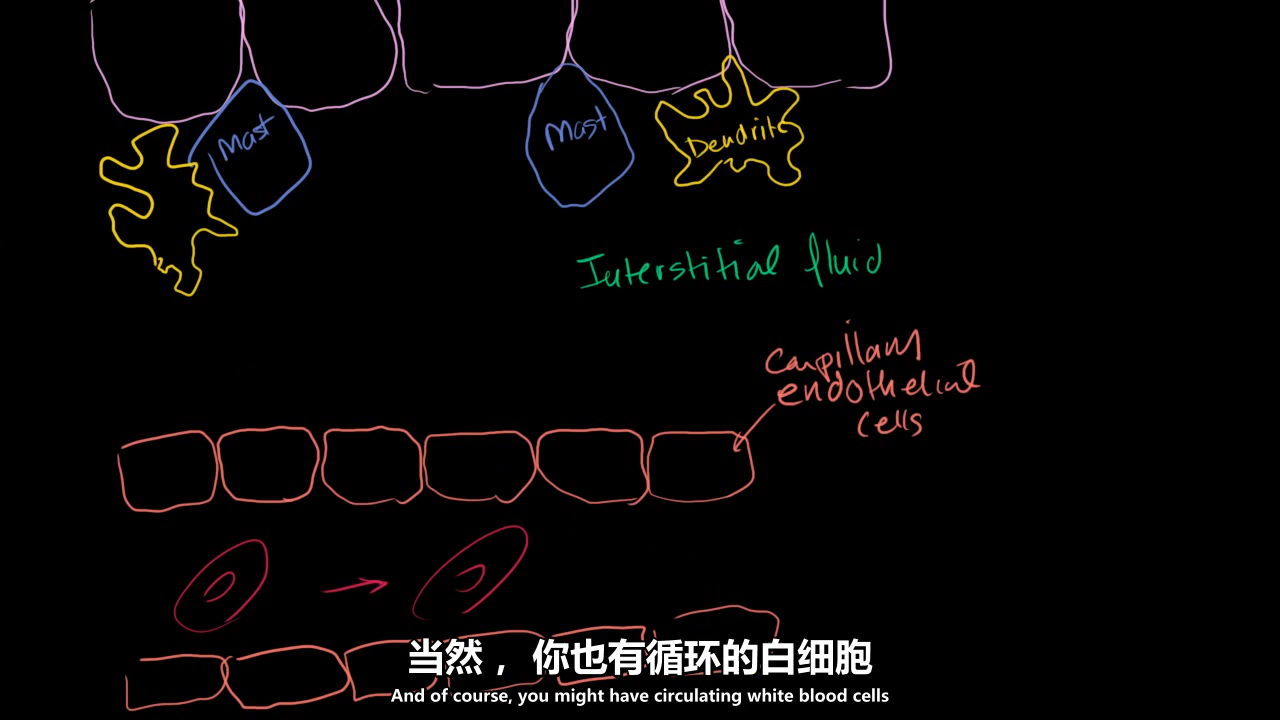 Mast
Mast
Dendrite
Interstitial fluid
Capillary
endothelial
cells
当然， 你也有循环的白细胞
And of course, you might have circulating white blood cells